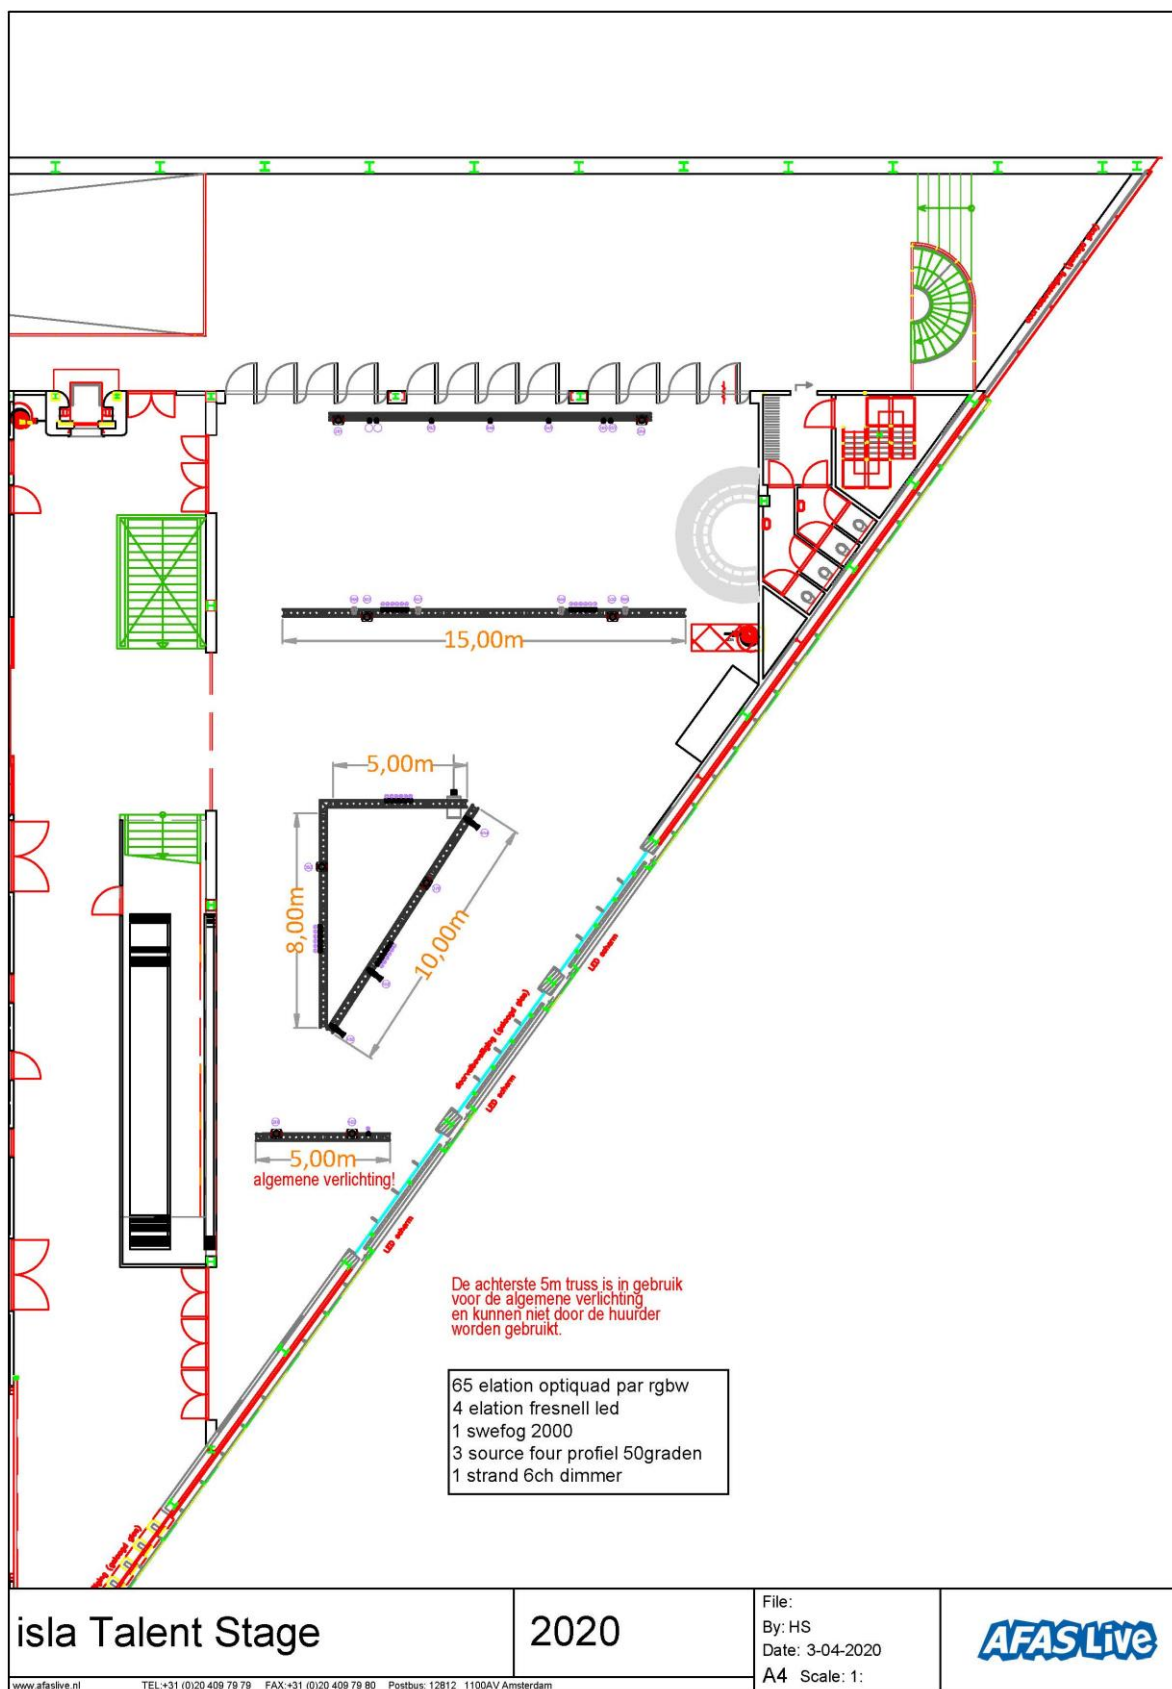 15,00m
5,00m
8,00m
10,00m
LED scherm
doorvalbeveiliging (gelaagd glas)
LED scherm
LED scherm
5,00m
algemene verlichting!
De achterste 5m truss is in gebruik
voor de algemene verlichting
en kunnen niet door de huurder
worden gebruikt.
65 elation optiquad par rgbw
4 elation fresnell led
1 swefog 2000
3 source four profiel 50graden
1 strand 6ch dimmer
(gelaagd glas)
isla Talent Stage
2020
File:
By: HS
Date: 3-04-2020
A4 Scale: 1:
AFAS Live
www.afaslive.nl TEL:+31 (0)20 409 79 79 FAX:+31 (0)20 409 79 80 Postbus: 12812 1100AV Amsterdam